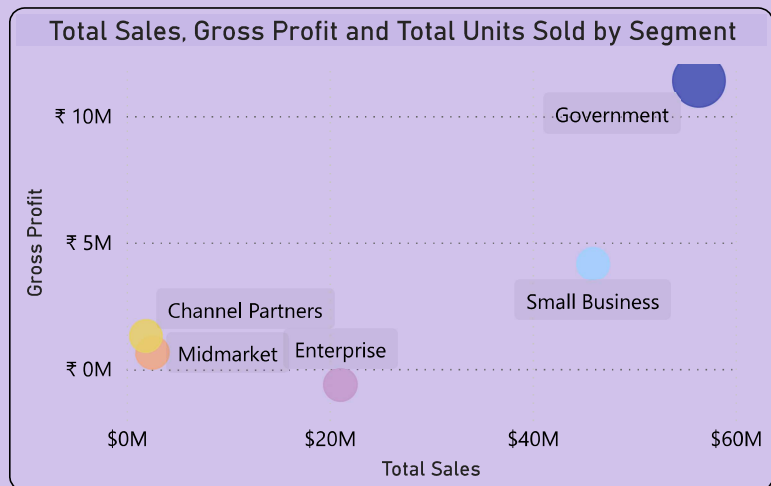 Total Sales, Gross Profit and Total Units Sold by Segment
Government
₹ 10M
Gross Profit
₹ 5M
Small Business
Channel Partners
Enterprise
Midmarket
₹ 0M
$0M $20M $40M $60M
Total Sales